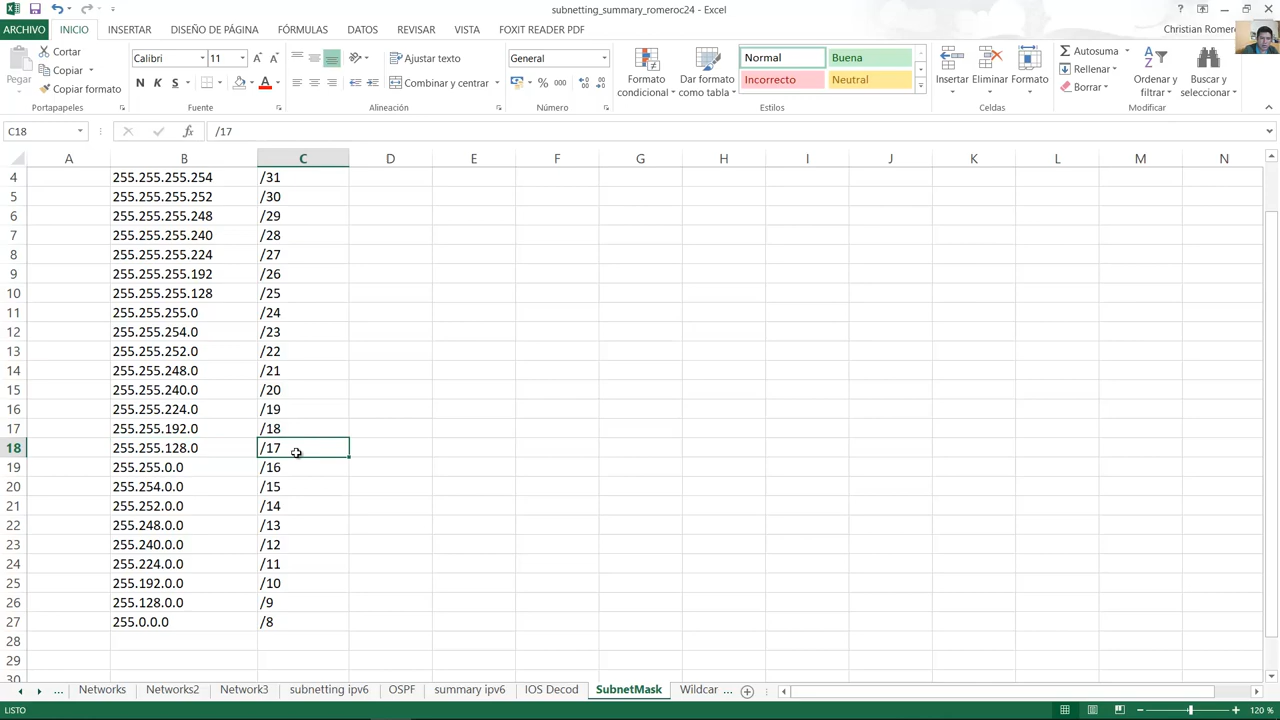 subnetting_summary_romeroc24 - Excel
ARCHIVO INICIO INSERTAR DISEÑO DE PÁGINA FÓRMULAS DATOS REVISAR VISTA FOXIT READER PDF Christian Romer
Pegar
Cortar
Copiar
Copiar formato
Portapapeles
Calibri 11
N K S
Fuente
Ajustar texto
Combinar y centrar
Alineación
General
% 000
Número
Formato condicional
Dar formato como tabla
Normal Buena
Incorrecto Neutral
Estilos
Insertar Eliminar Formato
Celdas
Autosuma
Rellenar
Borrar
Ordenar y filtrar
Buscar y seleccionar
Modificar
C18 fx /17
A B C D E F G H I J K L M N
4 255.255.255.254 /31
5 255.255.255.252 /30
6 255.255.255.248 /29
7 255.255.255.240 /28
8 255.255.255.224 /27
9 255.255.255.192 /26
10 255.255.255.128 /25
11 255.255.255.0 /24
12 255.255.254.0 /23
13 255.255.252.0 /22
14 255.255.248.0 /21
15 255.255.240.0 /20
16 255.255.224.0 /19
17 255.255.192.0 /18
18 255.255.128.0 /17
19 255.255.0.0 /16
20 255.254.0.0 /15
21 255.252.0.0 /14
22 255.248.0.0 /13
23 255.240.0.0 /12
24 255.224.0.0 /11
25 255.192.0.0 /10
26 255.128.0.0 /9
27 255.0.0.0 /8
28
29
30
... Networks Networks2 Network3 subnetting ipv6 OSPF summary ipv6 IOS Decod SubnetMask Wildcar ...
LISTO 120 %